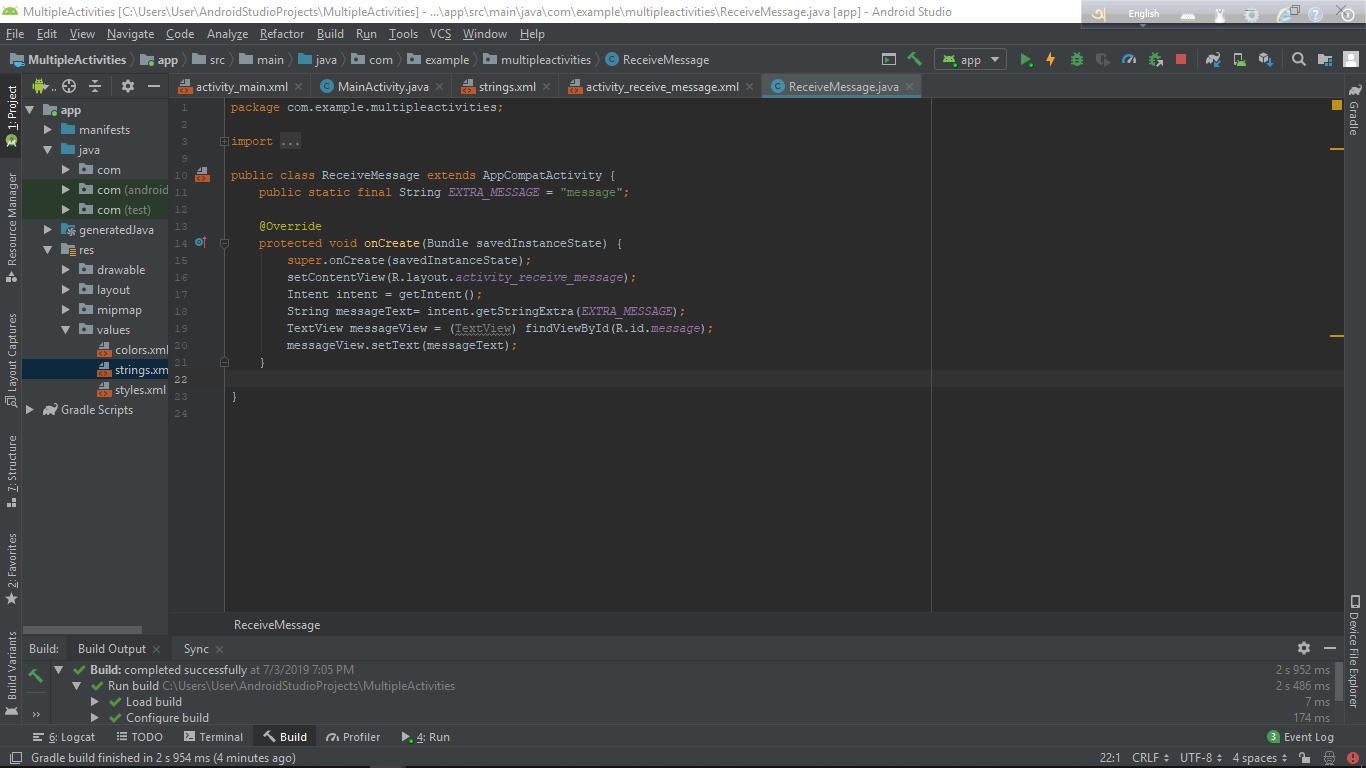 MultipleActivities [C:\Users\User\AndroidStudioProjects\MultipleActivities] - ...\app\src\main\java\com\example\multipleactivities\ReceiveMessage.java [app] - Android Studio
English
File Edit View Navigate Code Analyze Refactor Build Run Tools VCS Window Help
MultipleActivities app src main java com example multipleactivities ReceiveMessage app
activity_main.xml MainActivity.java strings.xml activity_receive_message.xml ReceiveMessage.java
1: Project
Resource Manager
Layout Captures
7: Structure
2: Favorites
Build Variants
app
manifests
java
com
com (android
com (test)
generatedJava
res
drawable
layout
mipmap
values
colors.xml
strings.xm
styles.xml
Gradle Scripts
1 package com.example.multipleactivities;
2
3 import ...
9
10 public class ReceiveMessage extends AppCompatActivity {
11 public static final String EXTRA_MESSAGE = "message";
12
13 @Override
14 protected void onCreate(Bundle savedInstanceState) {
15 super.onCreate(savedInstanceState);
16 setContentView(R.layout.activity_receive_message);
17 Intent intent = getIntent();
18 String messageText= intent.getStringExtra(EXTRA_MESSAGE);
19 TextView messageView = (TextView) findViewById(R.id.message);
20 messageView.setText(messageText);
21 }
22
23 }
24
Gradle
Device File Explorer
ReceiveMessage
Build: Build Output Sync
Build: completed successfully at 7/3/2019 7:05 PM 2 s 952 ms
Run build C:\Users\User\AndroidStudioProjects\MultipleActivities 2 s 486 ms
Load build 7 ms
Configure build 174 ms
6: Logcat TODO Terminal Build Profiler 4: Run 3 Event Log
Gradle build finished in 2 s 954 ms (4 minutes ago) 22:1 CRLF UTF-8 4 spaces